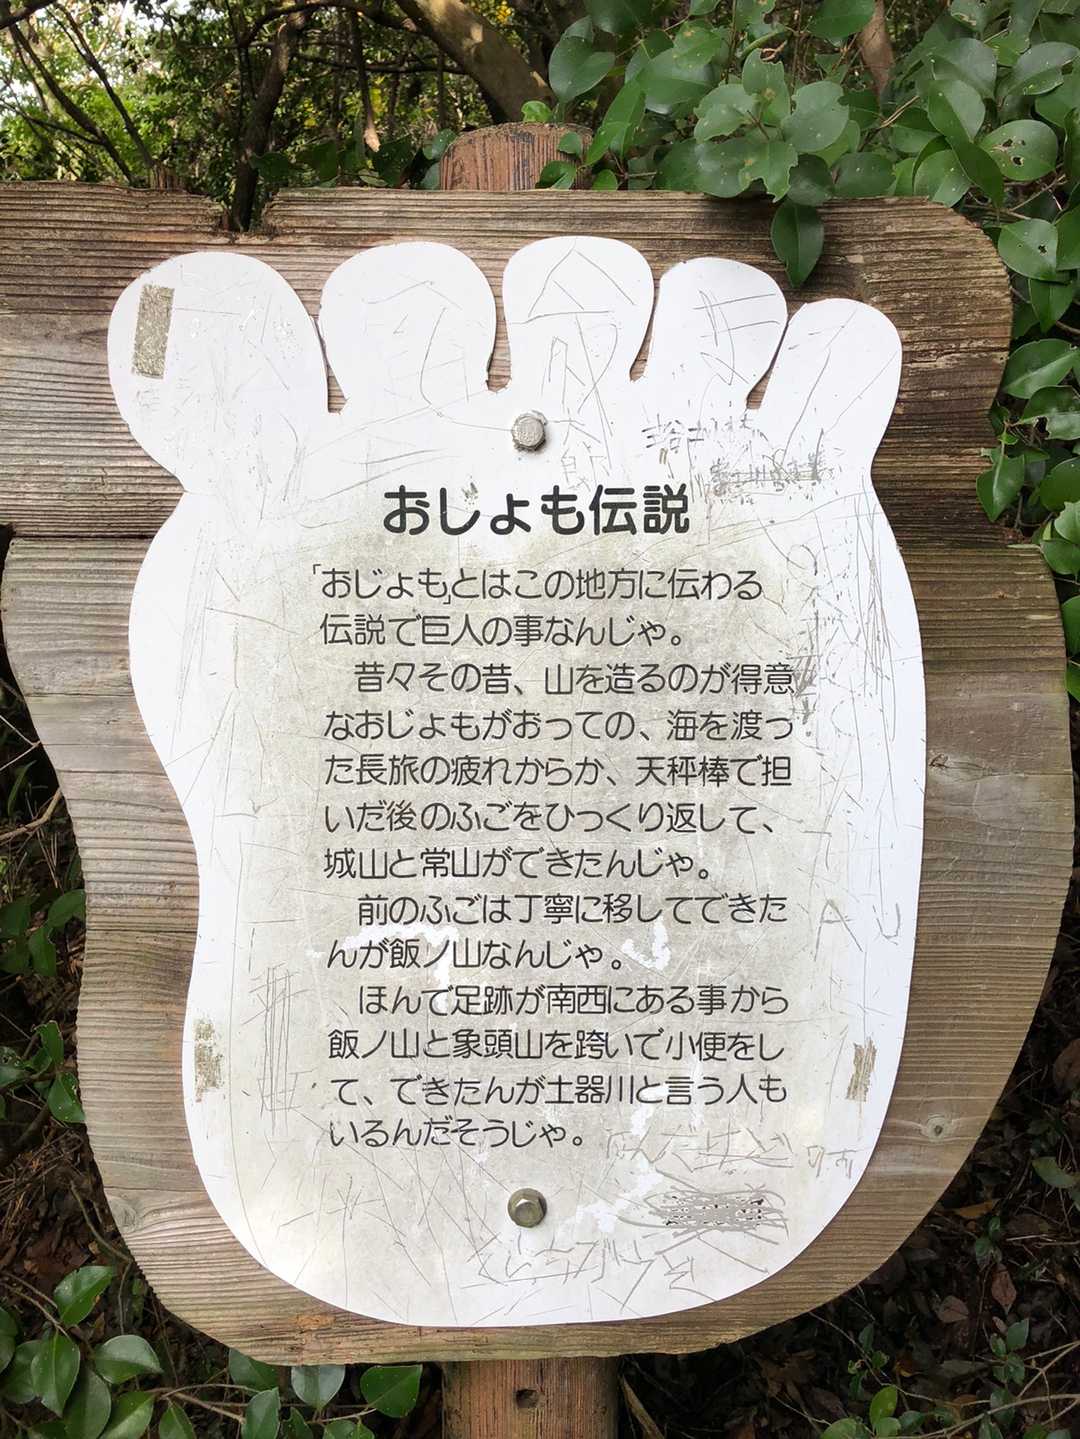 おじょも伝説
「おじょも」とはこの地方に伝わる
伝説で巨人の事なんじゃ。
昔々その昔、山を造るのが得意
なおじょもがおっての、海を渡っ
た長旅の疲れからか、天秤棒で担
いだ後のふごをひっくり返して、
城山と常山ができたんじゃ。
前のふごは丁寧に移してできた
んが飯ノ山なんじゃ。
ほんで足跡が南西にある事から
飯ノ山と象頭山を跨いで小便をし
て、できたんが土器川と言う人も
いるんだそうじゃ。